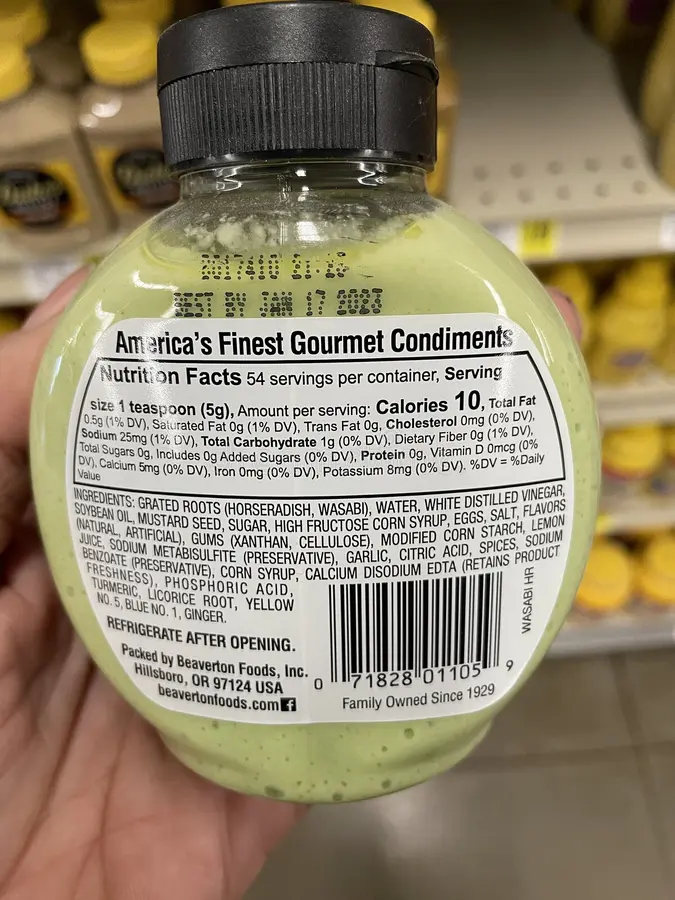 BEST BY JAN 17 2023
America's Finest Gourmet Condiments
Nutrition Facts 54 servings per container, Serving
size 1 teaspoon (5g), Amount per serving: Calories 10, Total Fat
0.5g (1% DV), Saturated Fat 0g (1% DV), Trans Fat 0g, Cholesterol 0mg (0% DV),
Sodium 25mg (1% DV), Total Carbohydrate 1g (0% DV), Dietary Fiber 0g (1% DV),
Total Sugars 0g, Includes 0g Added Sugars (0% DV), Protein 0g, Vitamin D 0mcg (0%
DV), Calcium 5mg (0% DV), Iron 0mg (0% DV), Potassium 8mg (0% DV). %DV = %Daily
Value
INGREDIENTS: GRATED ROOTS (HORSERADISH, WASABI), WATER, WHITE DISTILLED VINEGAR,
SOYBEAN OIL, MUSTARD SEED, SUGAR, HIGH FRUCTOSE CORN SYRUP, EGGS, SALT, FLAVORS
(NATURAL, ARTIFICIAL), GUMS (XANTHAN, CELLULOSE), MODIFIED CORN STARCH, LEMON
JUICE, SODIUM METABISULFITE (PRESERVATIVE), GARLIC, CITRIC ACID, SPICES, SODIUM
BENZOATE (PRESERVATIVE), CORN SYRUP, CALCIUM DISODIUM EDTA (RETAINS PRODUCT
FRESHNESS), PHOSPHORIC ACID,
TURMERIC, LICORICE ROOT, YELLOW
NO. 5, BLUE NO. 1, GINGER.
REFRIGERATE AFTER OPENING.
Packed by Beaverton Foods, Inc.
Hillsboro, OR 97124 USA
beavertonfoods.com f
WASABI HR
0 71828 01105 9
Family Owned Since 1929